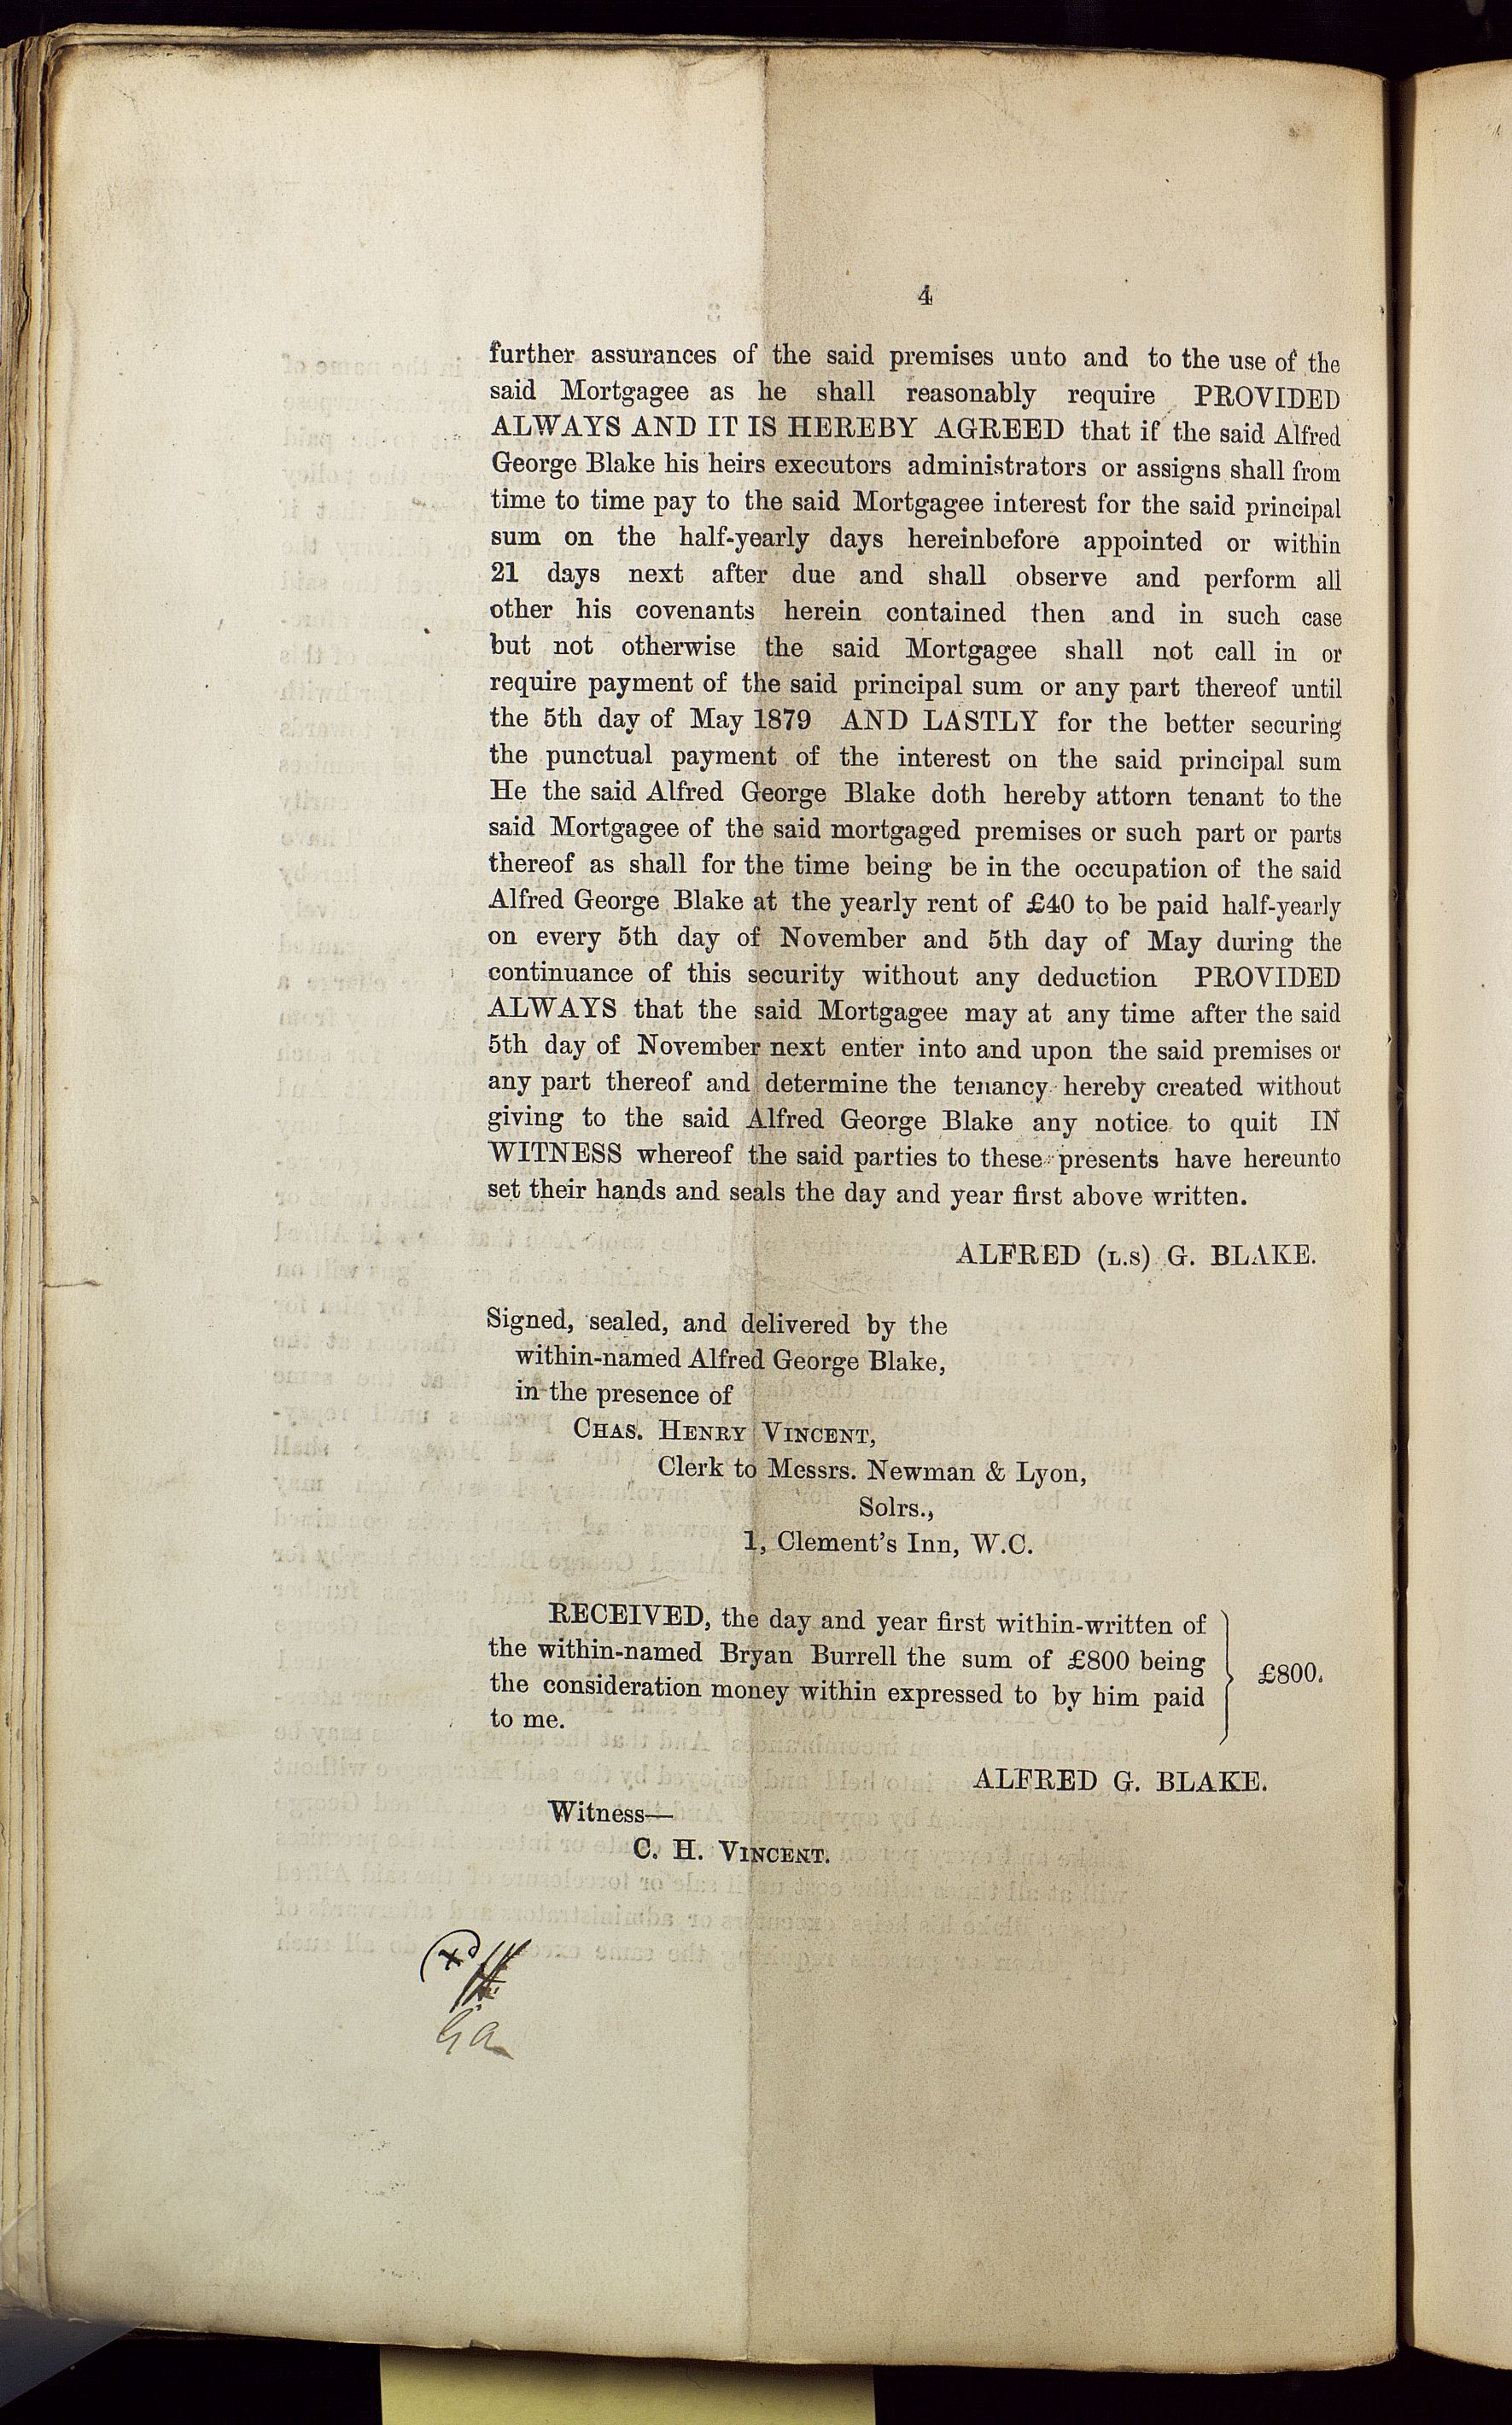 4
further assurances of the said premises unto and to the use of the
said Mortgagee as he shall reasonably require PROVIDED
ALWAYS AND IT IS HEREBY AGREED that if the said Alfred
George Blake his heirs executors administrators or assigns shall from
time to time pay to the said Mortgagee interest for the said principal
sum on the half-yearly days hereinbefore appointed or within
21 days next after due and shall observe and perform all
other his covenants herein contained then and in such case
but not otherwise the said Mortgagee shall not call in or
require payment of the said principal sum or any part thereof until
the 5th day of May 1879 AND LASTLY for the better securing
the punctual payment of the interest on the said principal sum
He the said Alfred George Blake doth hereby attorn tenant to the
said Mortgagee of the said mortgaged premises or such part or parts
thereof as shall for the time being be in the occupation of the said
Alfred George Blake at the yearly rent of £40 to be paid half-yearly
on every 5th day of November and 5th day of May during the
continuance of this security without any deduction PROVIDED
ALWAYS that the said Mortgagee may at any time after the said
5th day of November next enter into and upon the said premises or
any part thereof and determine the tenancy hereby created without
giving to the said Alfred George Blake any notice to quit IN
WITNESS whereof the said parties to these presents have hereunto
set their hands and seals the day and year first above written.
ALFRED (L.S) G. BLAKE.
Signed, sealed, and delivered by the
within-named Alfred George Blake,
in the presence of
CHAS. HENRY VINCENT,
Clerk to Messrs. Newman & Lyon,
Solrs.,
1, Clement's Inn, W.C.
RECEIVED, the day and year first within-written of
the within-named Bryan Burrell the sum of £800 being
the consideration money within expressed to by him paid
to me.
£800.
ALFRED G. BLAKE.
Witness—
C. H. VINCENT.